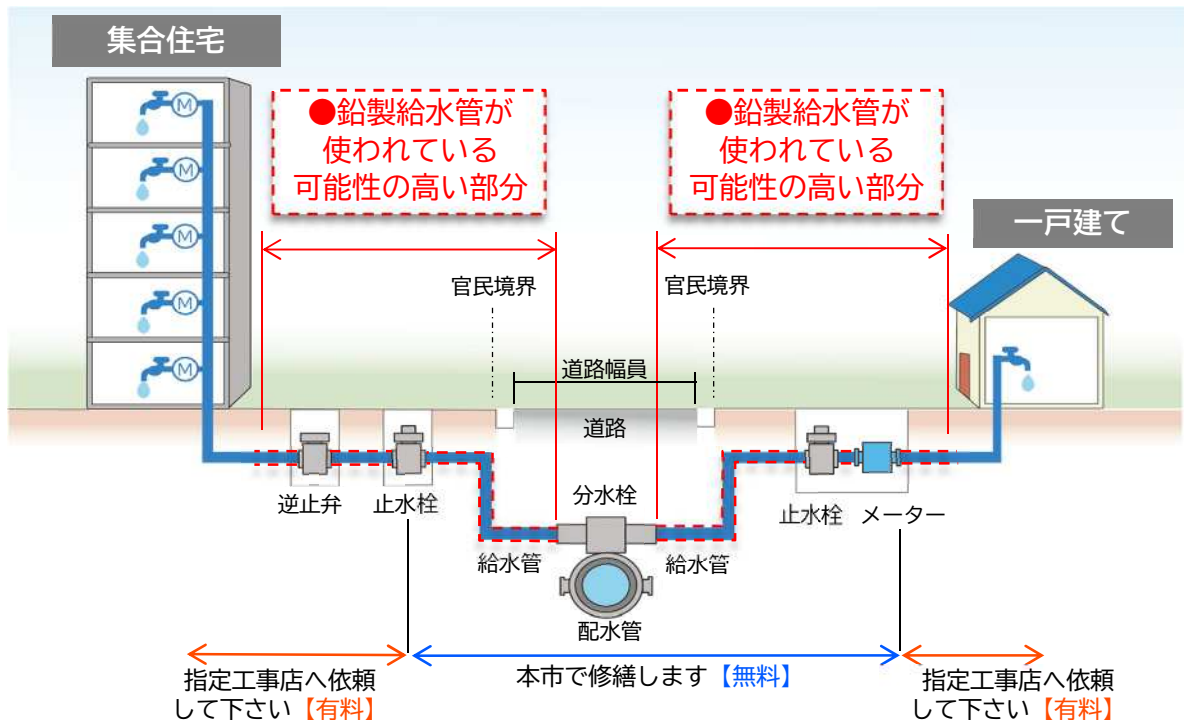 集合住宅
●鉛製給水管が
使われている
可能性の高い部分
●鉛製給水管が
使われている
可能性の高い部分
一戸建て
M
M
M
M
M
官民境界
官民境界
道路幅員
道路
逆止弁
止水栓
分水栓
止水栓
メーター
給水管
給水管
配水管
指定工事店へ依頼
して下さい【有料】
本市で修繕します【無料】
指定工事店へ依頼
して下さい【有料】